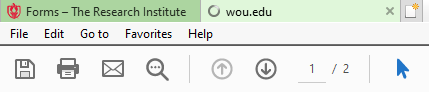 Forms – The Research Institute wou.edu
File Edit Go to Favorites Help
1 / 2